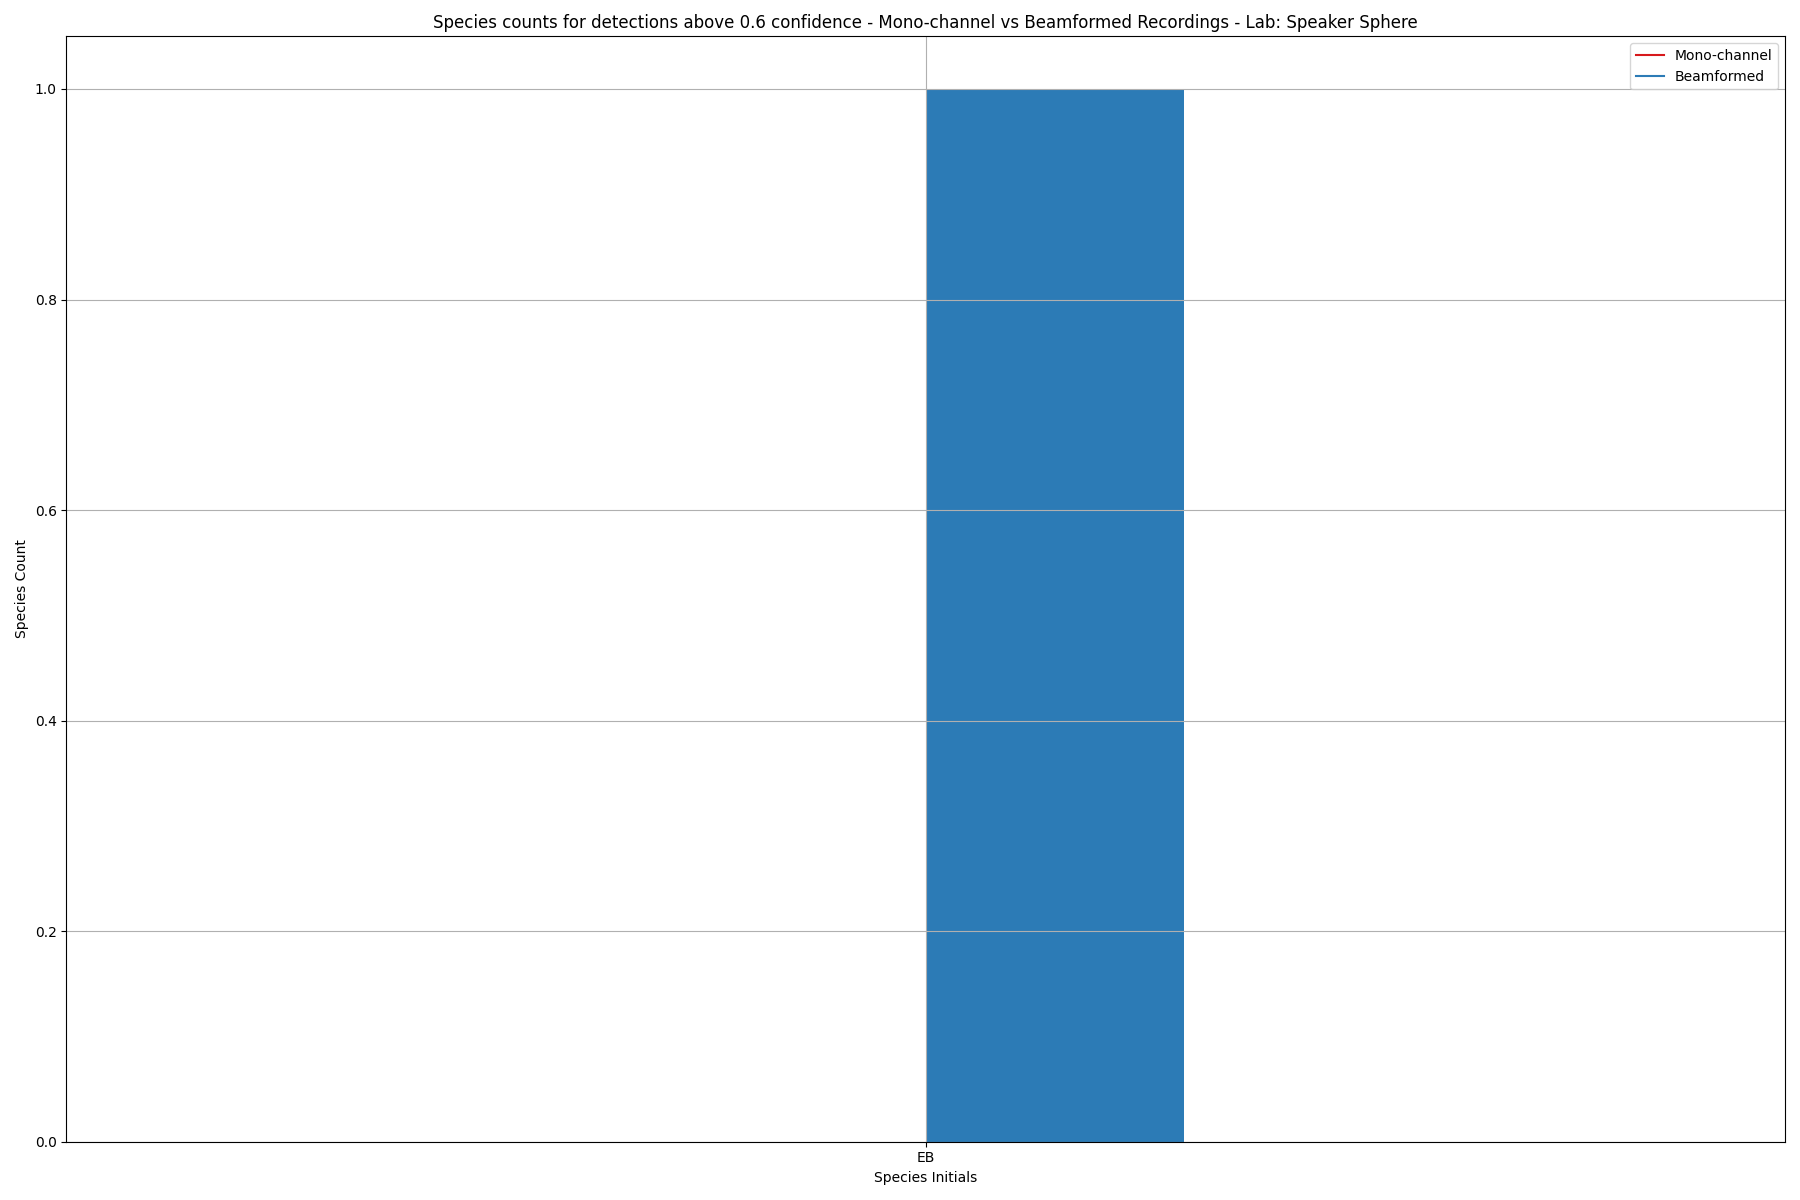 Species counts for detections above 0.6 confidence - Mono-channel vs Beamformed Recordings - Lab: Speaker Sphere
Mono-channel
Beamformed
1.0
0.8
0.6
0.4
0.2
0.0
Species Count
EB
Species Initials